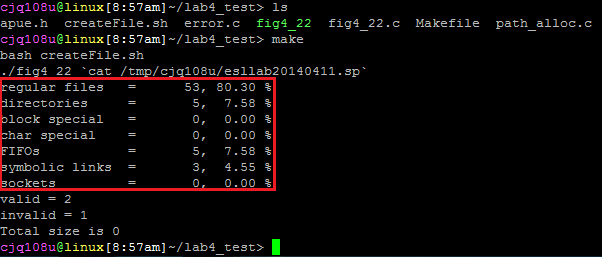 cjq108u@linux[8:57am]~/lab4_test> ls
apue.h  createFile.sh  error.c  fig4_22  fig4_22.c  Makefile  path_alloc.c
cjq108u@linux[8:57am]~/lab4_test> make
bash createFile.sh
./fig4_22 `cat /tmp/cjq108u/esllab20140411.sp`
regular files   =      53, 80.30 %
directories     =       5,  7.58 %
block special   =       0,  0.00 %
char special    =       0,  0.00 %
FIFOs           =       5,  7.58 %
symbolic links  =       3,  4.55 %
sockets         =       0,  0.00 %
valid = 2
invalid = 1
Total size is 0
cjq108u@linux[8:57am]~/lab4_test>